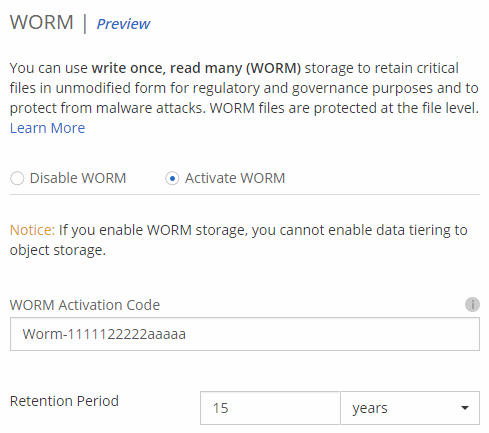 WORM | Preview
You can use write once, read many (WORM) storage to retain critical
files in unmodified form for regulatory and governance purposes and to
protect from malware attacks. WORM files are protected at the file level.
Learn More
Disable WORM Activate WORM
Notice: If you enable WORM storage, you cannot enable data tiering to
object storage.
WORM Activation Code i
Worm-1111122222aaaaa
Retention Period 15 years